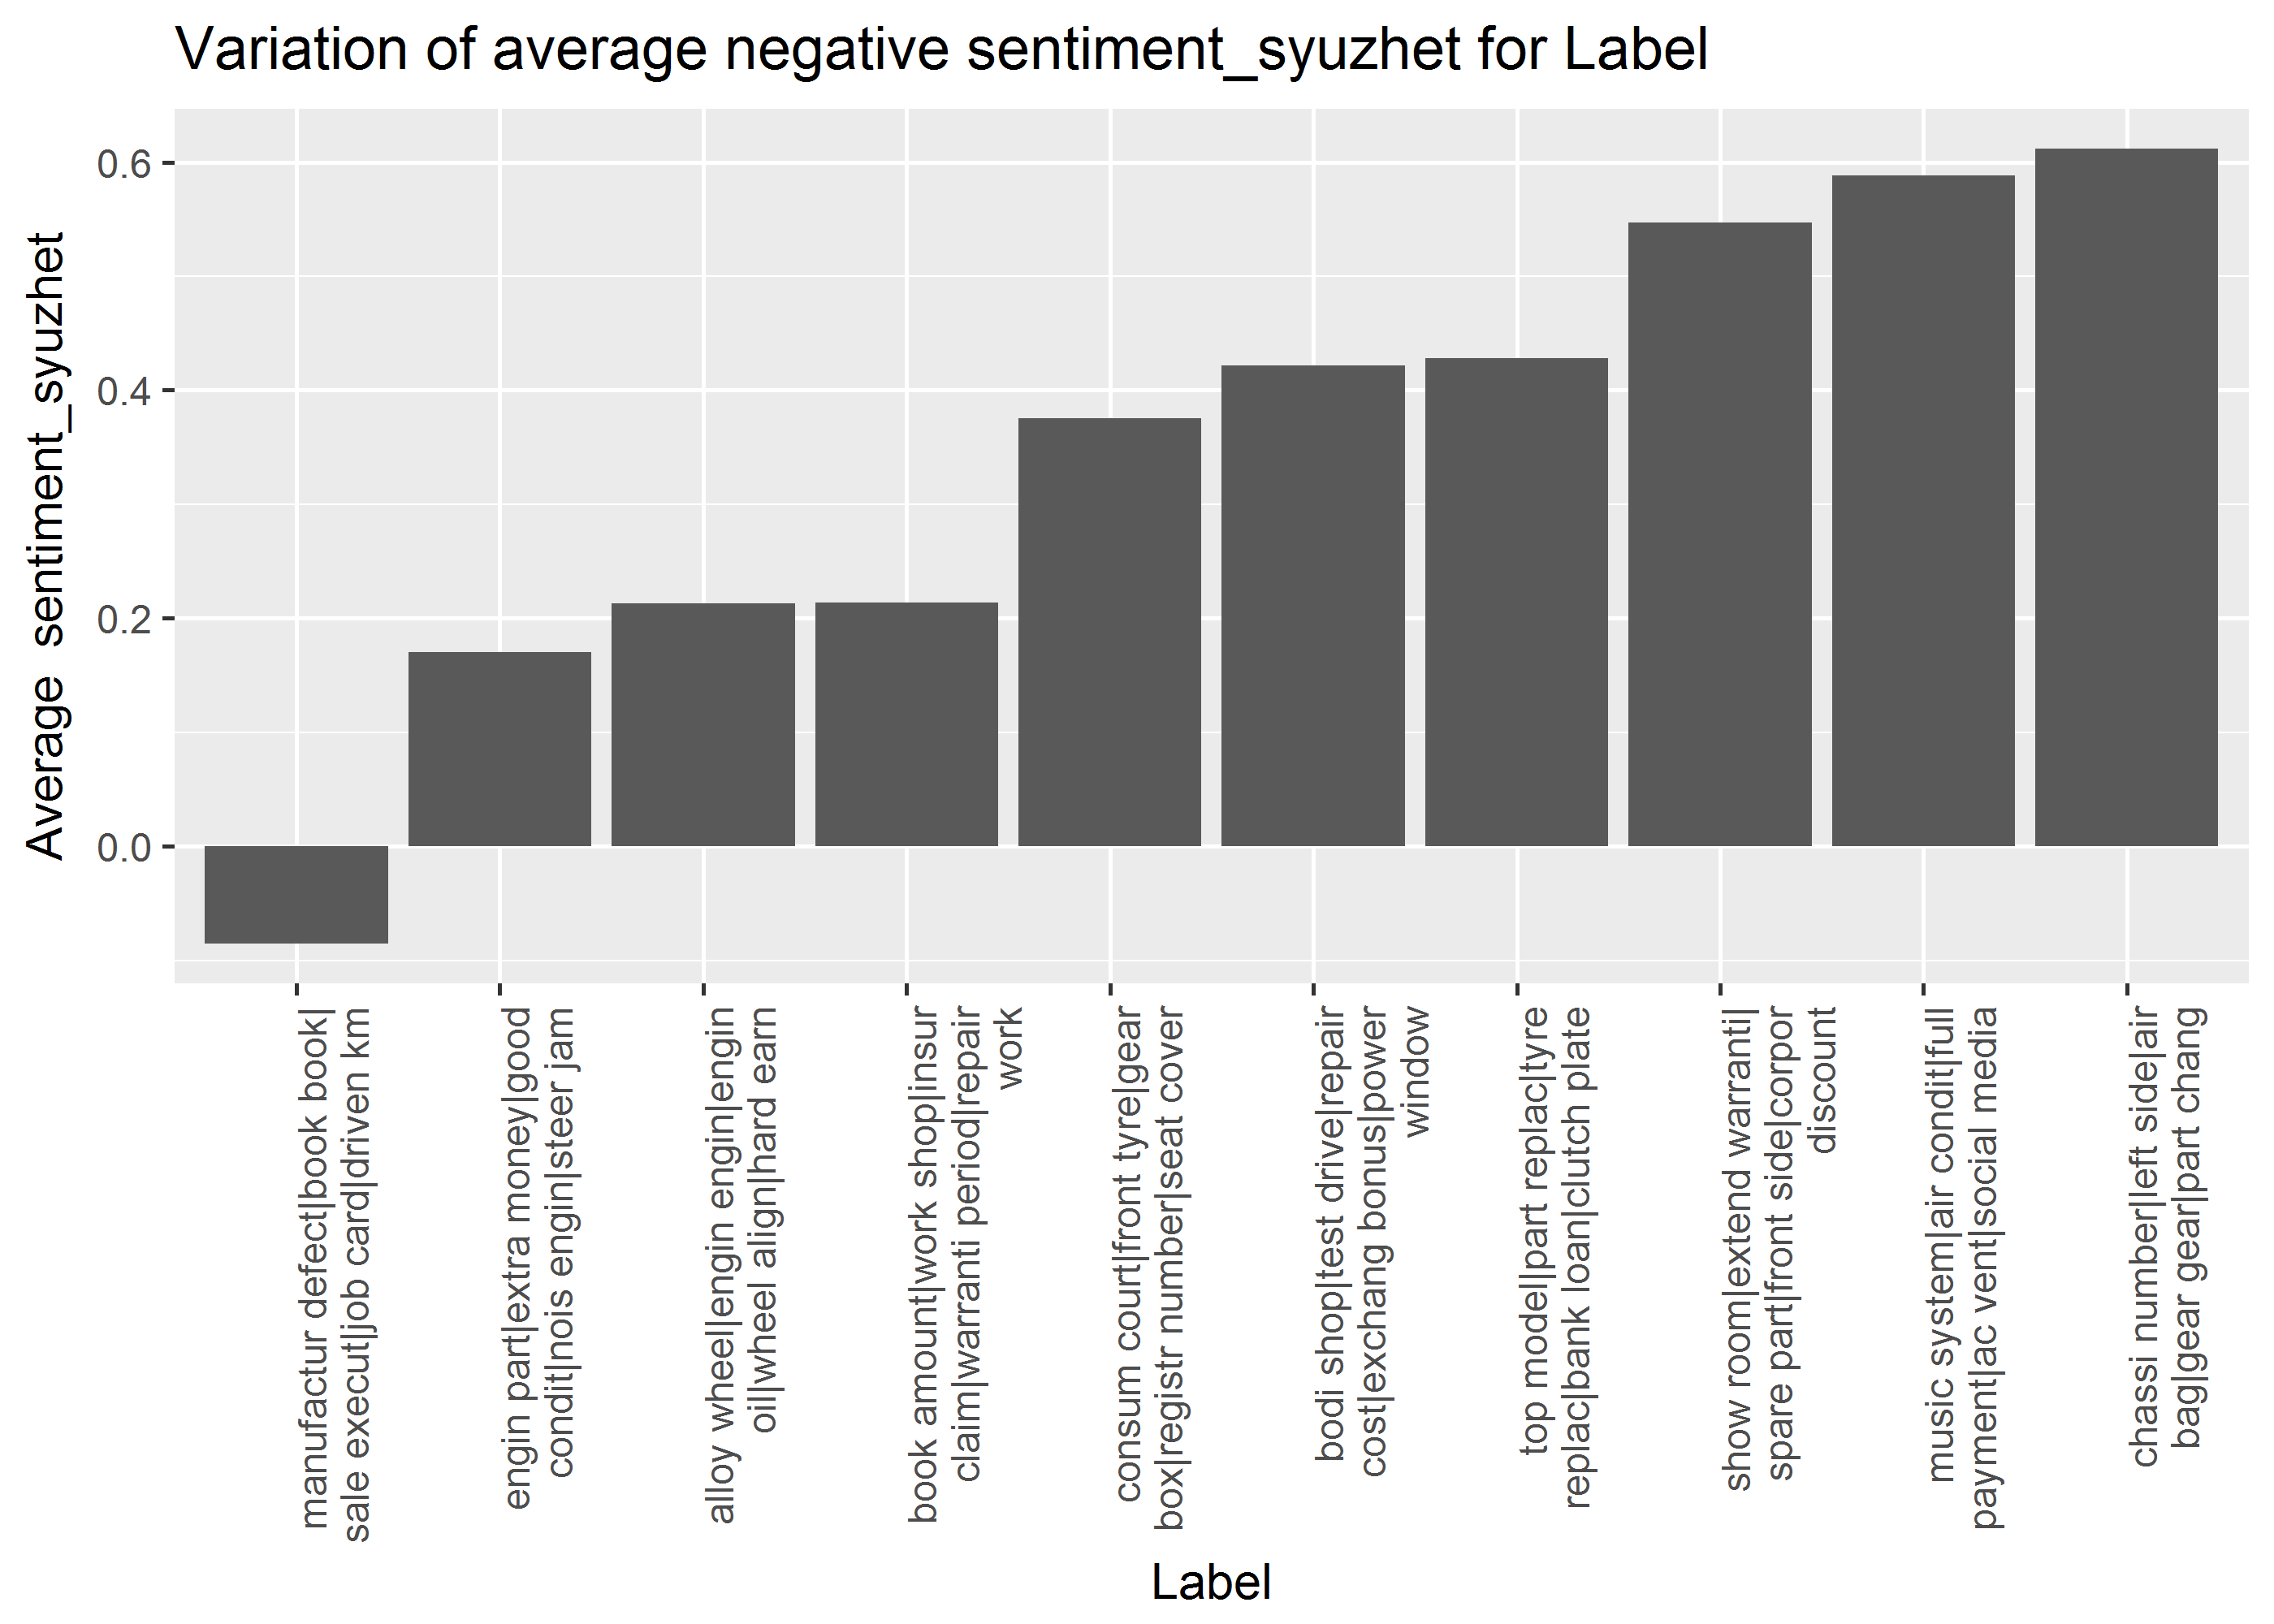 Variation of average negative sentiment_syuzhet for Label
Average  sentiment_syuzhet
0.6
0.4
0.2
0.0
manufactur defect|book book|
sale execut|job card|driven km
engin part|extra money|good
condit|nois engin|steer jam
alloy wheel|engin engin|engin
oil|wheel align|hard earn
book amount|work shop|insur
claim|warranti period|repair
work
consum court|front tyre|gear
box|registr number|seat cover
bodi shop|test drive|repair
cost|exchang bonus|power
window
top model|part replac|tyre
replac|bank loan|clutch plate
show room|extend warranti|
spare part|front side|corpor
discount
music system|air condit|full
payment|ac vent|social media
chassi number|left side|air
bag|gear gear|part chang
Label